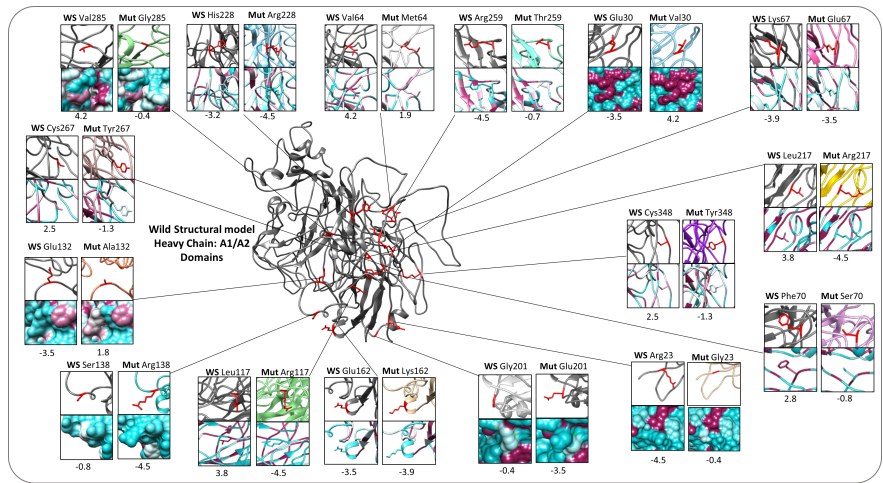 WS Val285 Mut Gly285
4.2 -0.4
WS His228 Mut Arg228
-3.2 -4.5
WS Val64 Mut Met64
4.2 1.9
WS Arg259 Mut Thr259
-4.5 -0.7
WS Glu30 Mut Val30
-3.5 4.2
WS Lys67 Mut Glu67
-3.9 -3.5
WS Cys267 Mut Tyr267
2.5 -1.3
WS Leu217 Mut Arg217
3.8 -4.5
Wild Structural model
Heavy Chain: A1/A2
Domains
WS Cys348 Mut Tyr348
2.5 -1.3
WS Glu132 Mut Ala132
-3.5 1.8
WS Phe70 Mut Ser70
2.8 -0.8
WS Ser138 Mut Arg138
-0.8 -4.5
WS Leu117 Mut Arg117
3.8 -4.5
WS Glu162 Mut Lys162
-3.5 -3.9
WS Gly201 Mut Glu201
-0.4 -3.5
WS Arg23 Mut Gly23
-4.5 -0.4